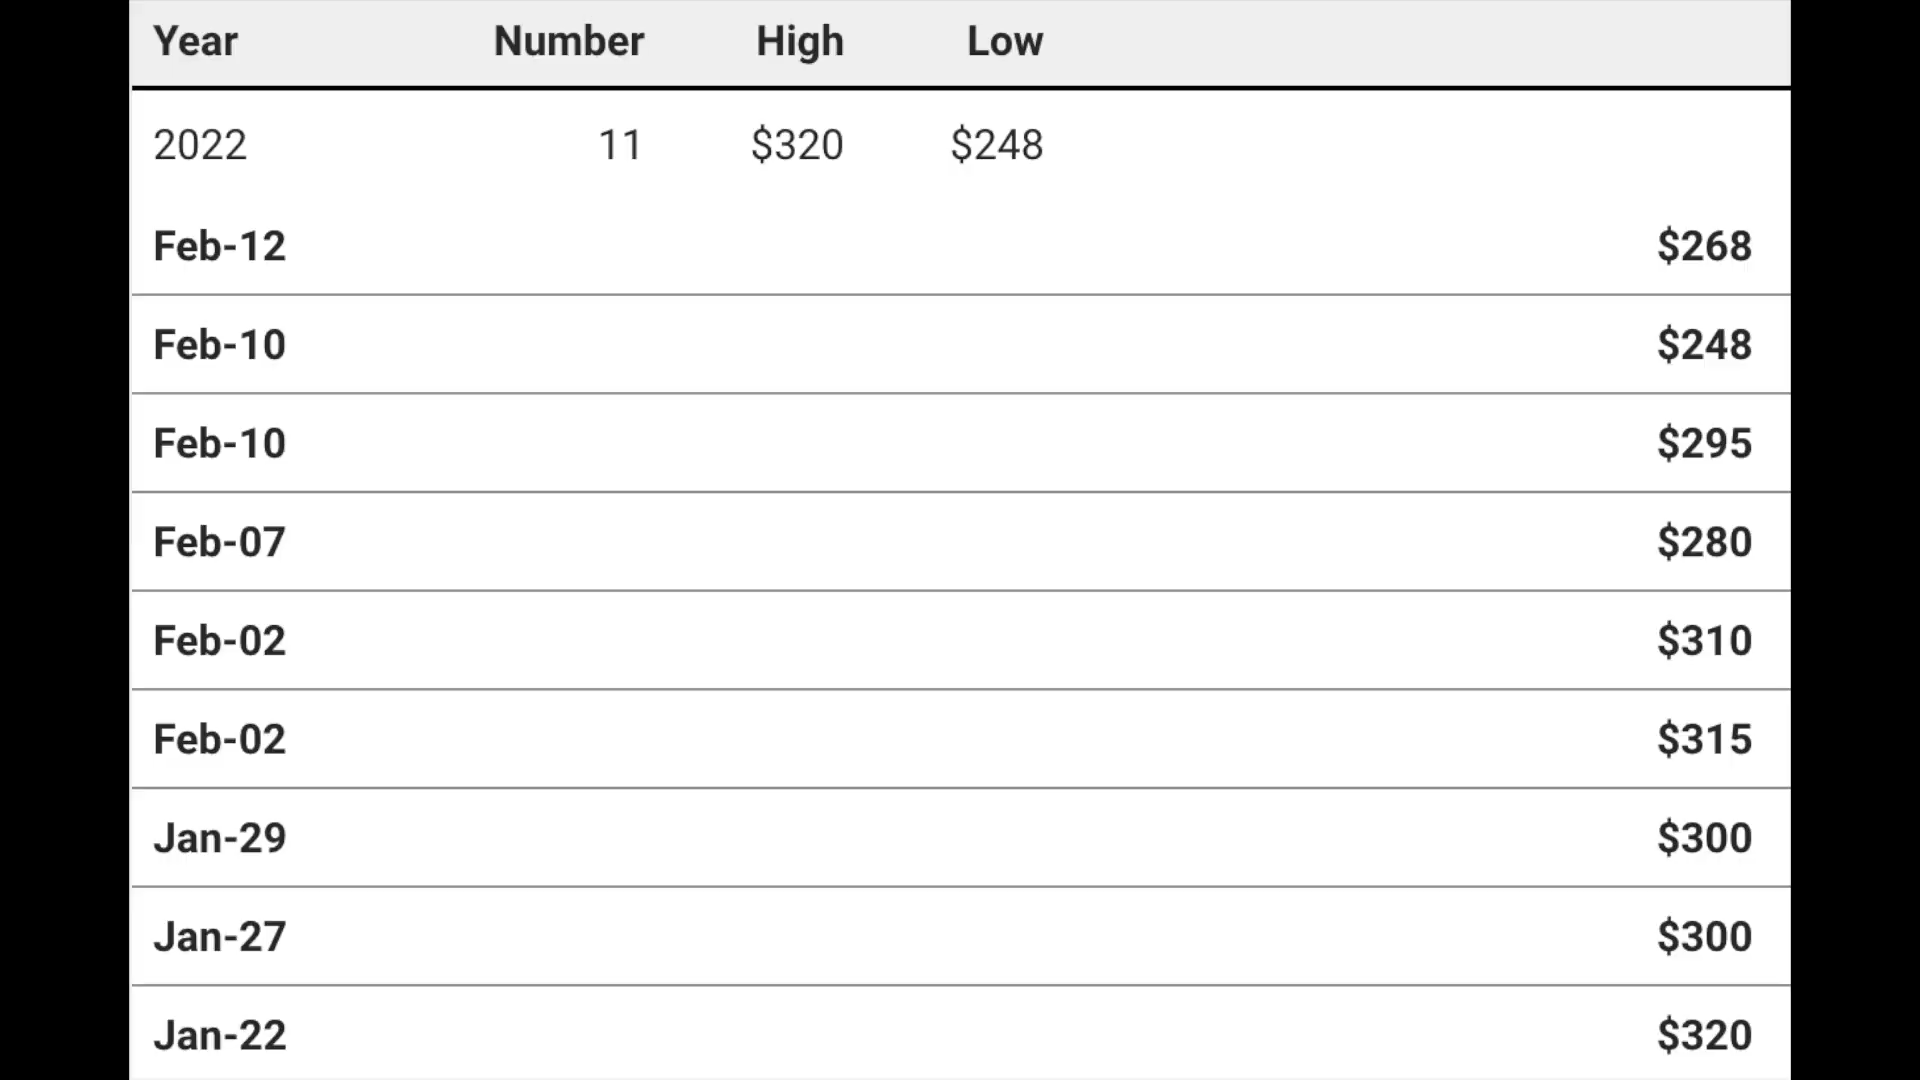 Year Number High Low
2022 11 $320 $248
Feb-12 $268
Feb-10 $248
Feb-10 $295
Feb-07 $280
Feb-02 $310
Feb-02 $315
Jan-29 $300
Jan-27 $300
Jan-22 $320